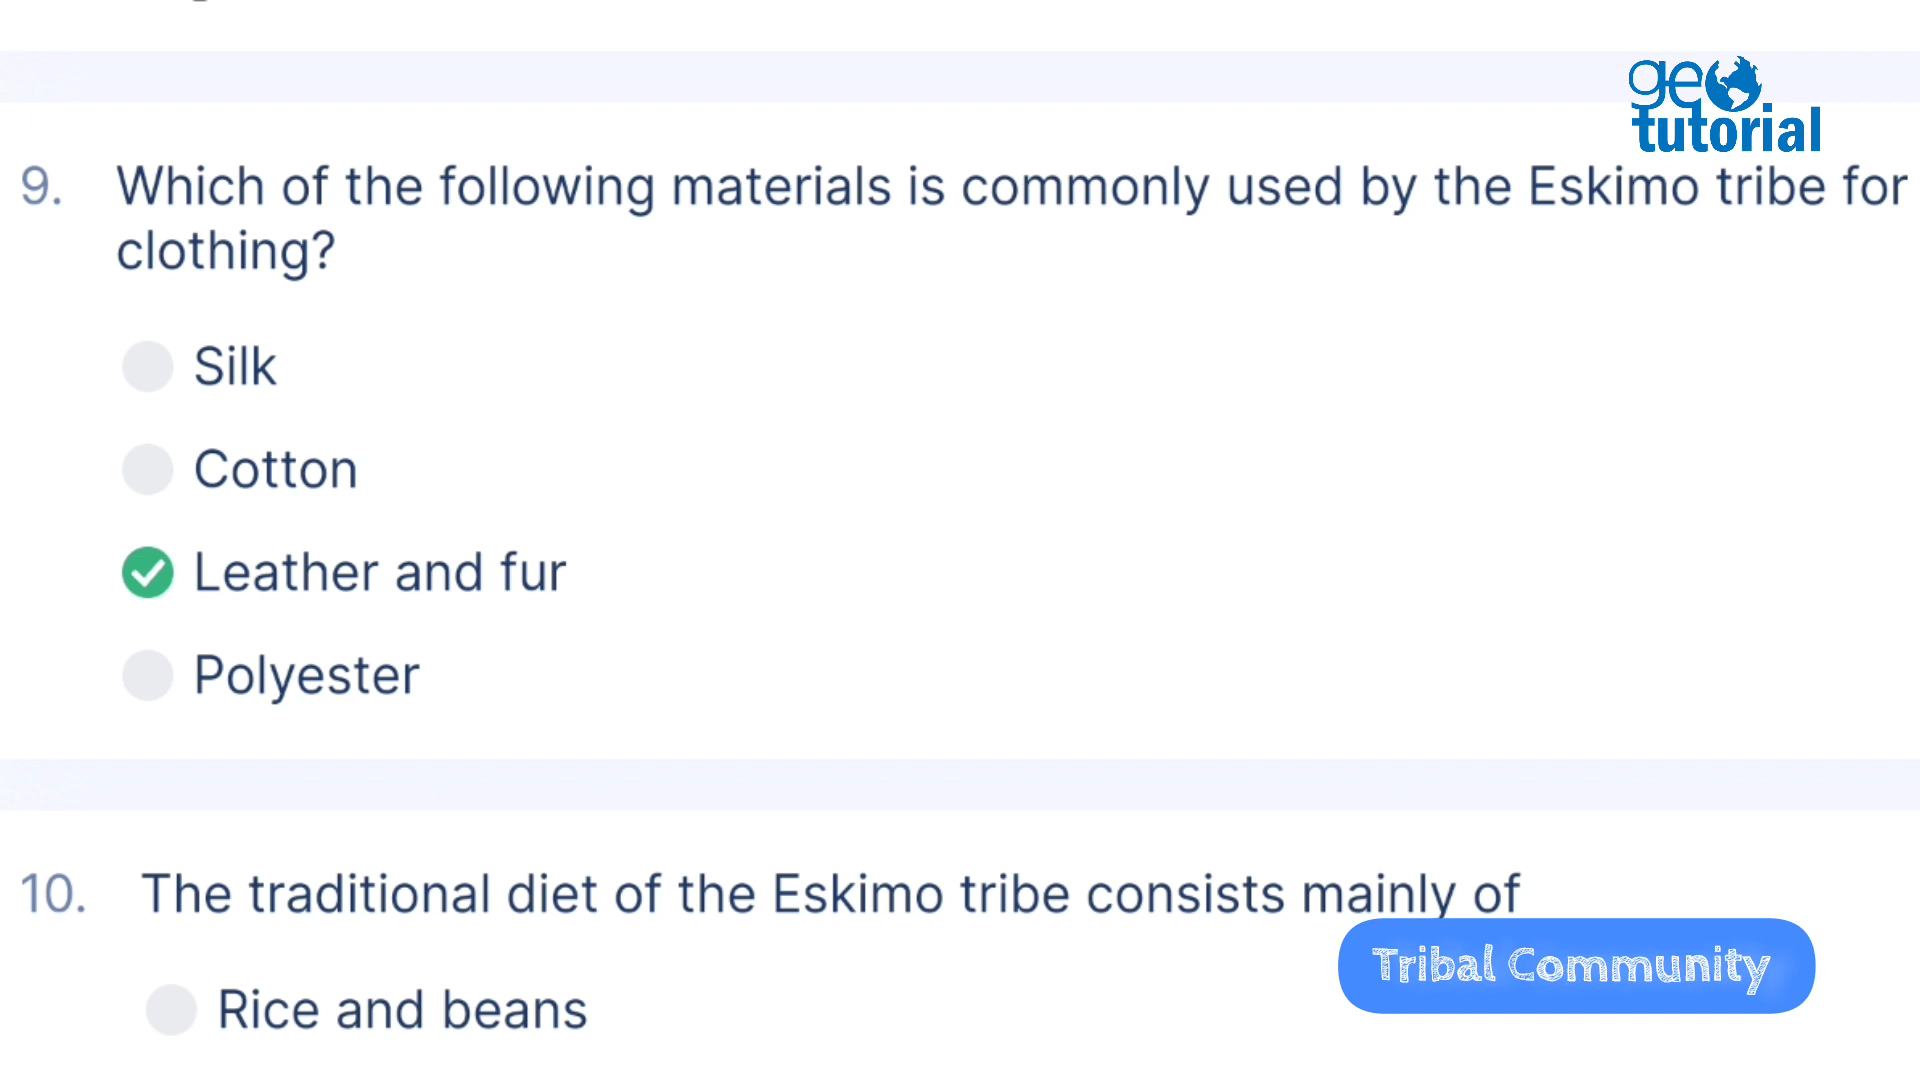 geo
tutorial
9. Which of the following materials is commonly used by the Eskimo tribe for
clothing?
Silk
Cotton
Leather and fur
Polyester
10. The traditional diet of the Eskimo tribe consists mainly of
Tribal Community
Rice and beans